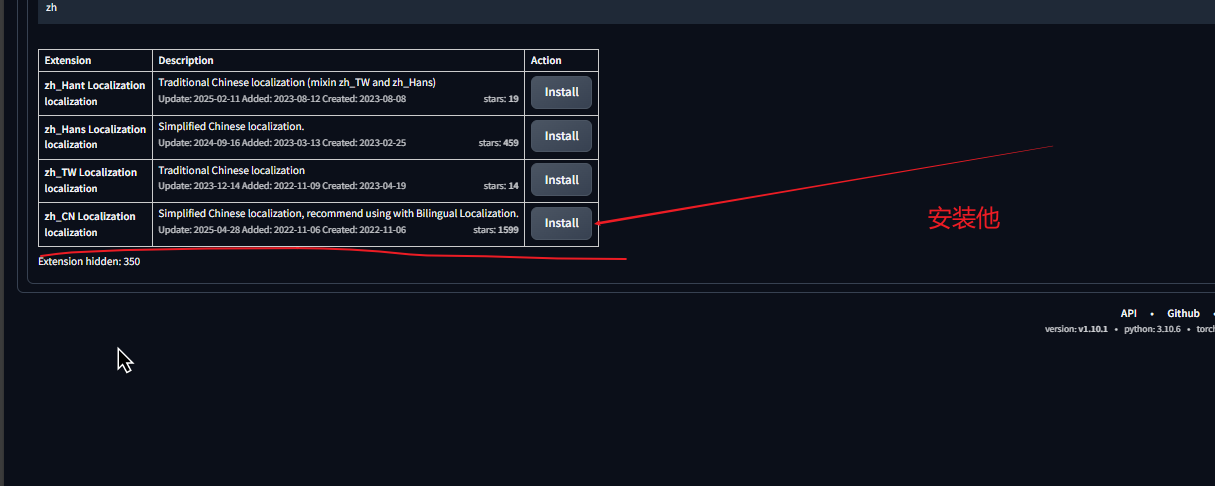 zh
Extension Description Action
zh_Hant Localization Traditional Chinese localization (mixin zh_TW and zh_Hans) Install
localization Update: 2025-02-11 Added: 2023-08-12 Created: 2023-08-08 stars: 19
zh_Hans Localization Simplified Chinese localization. Install
localization Update: 2024-09-16 Added: 2023-03-13 Created: 2023-02-25 stars: 459
zh_TW Localization Traditional Chinese localization Install
localization Update: 2023-12-14 Added: 2022-11-09 Created: 2023-04-19 stars: 14
zh_CN Localization Simplified Chinese localization, recommend using with Bilingual Localization. Install
localization Update: 2025-04-28 Added: 2022-11-06 Created: 2022-11-06 stars: 1599
安装他
Extension hidden: 350
API • Github •
version: v1.10.1 • python: 3.10.6 • torch